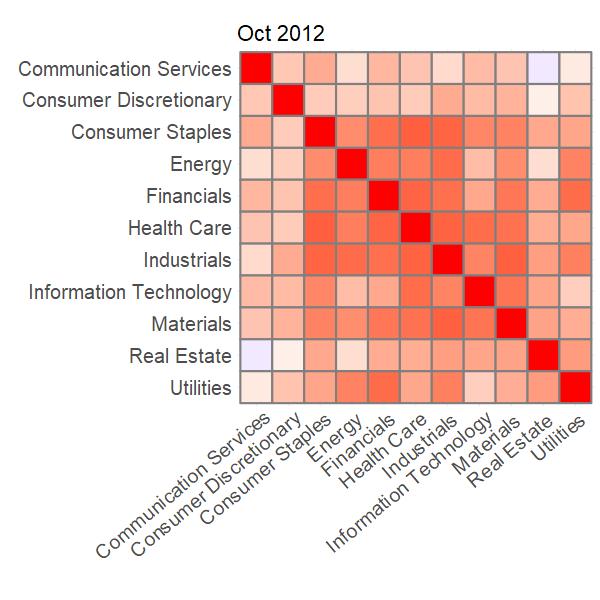 Oct 2012
Communication Services
Consumer Discretionary
Consumer Staples
Energy
Financials
Health Care
Industrials
Information Technology
Materials
Real Estate
Utilities
Communication Services
Consumer Discretionary
Consumer Staples
Energy
Financials
Health Care
Industrials
Information Technology
Materials
Real Estate
Utilities